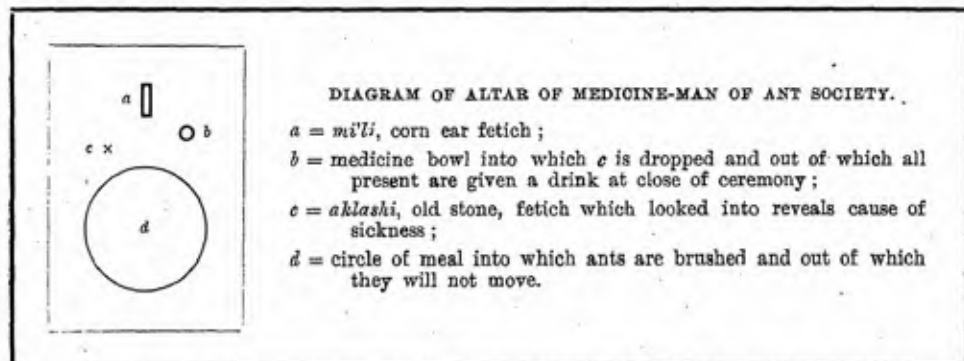 a
b
c ×
d
DIAGRAM OF ALTAR OF MEDICINE-MAN OF ANT SOCIETY.
a = mi'li, corn ear fetich ;
b = medicine bowl into which c is dropped and out of which all
present are given a drink at close of ceremony ;
c = aklashi, old stone, fetich which looked into reveals cause of
sickness ;
d = circle of meal into which ants are brushed and out of which
they will not move.